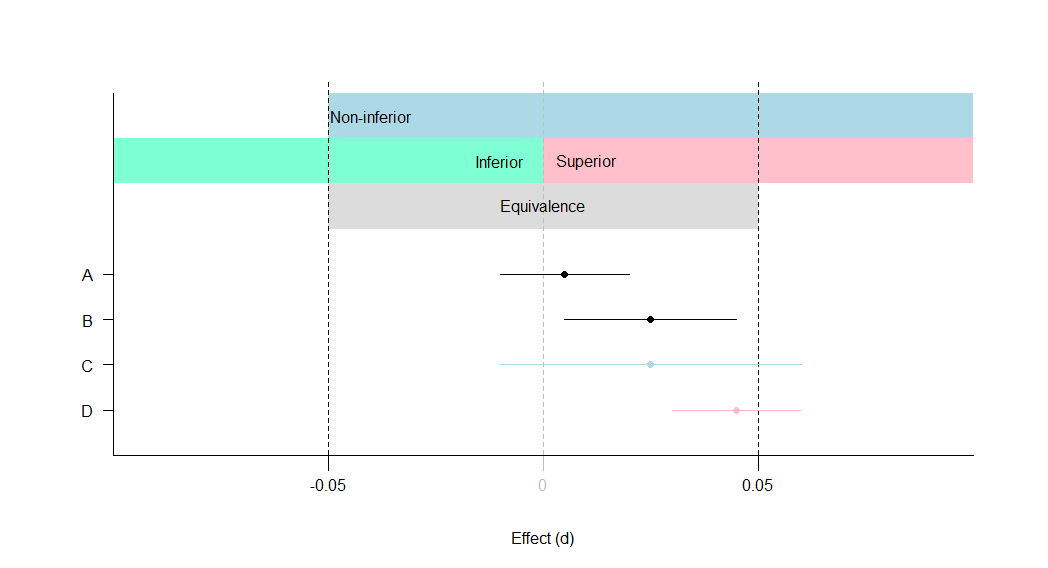 Non-inferior
Inferior Superior
Equivalence
A
B
C
D
-0.05 0 0.05
Effect (d)